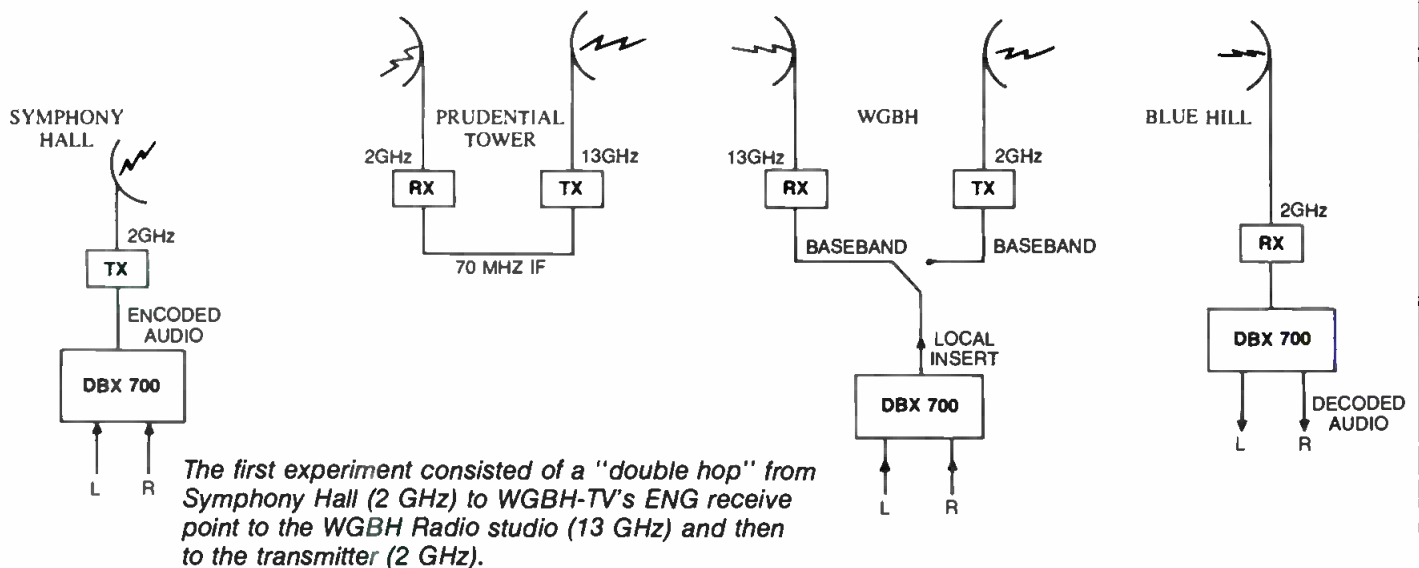 SYMPHONY
HALL
2GHz
TX
ENCODED
AUDIO
DBX 700
L R
PRUDENTIAL
TOWER
2GHz
13GHz
RX
TX
70 MHZ IF
WGBH
13GHz
2GHz
RX
TX
BASEBAND
BASEBAND
LOCAL
INSERT
DBX 700
L R
BLUE HILL
2GHz
RX
DBX 700
DECODED
AUDIO
L R
The first experiment consisted of a "double hop" from
Symphony Hall (2 GHz) to WGBH-TV's ENG receive
point to the WGBH Radio studio (13 GHz) and then
to the transmitter (2 GHz).